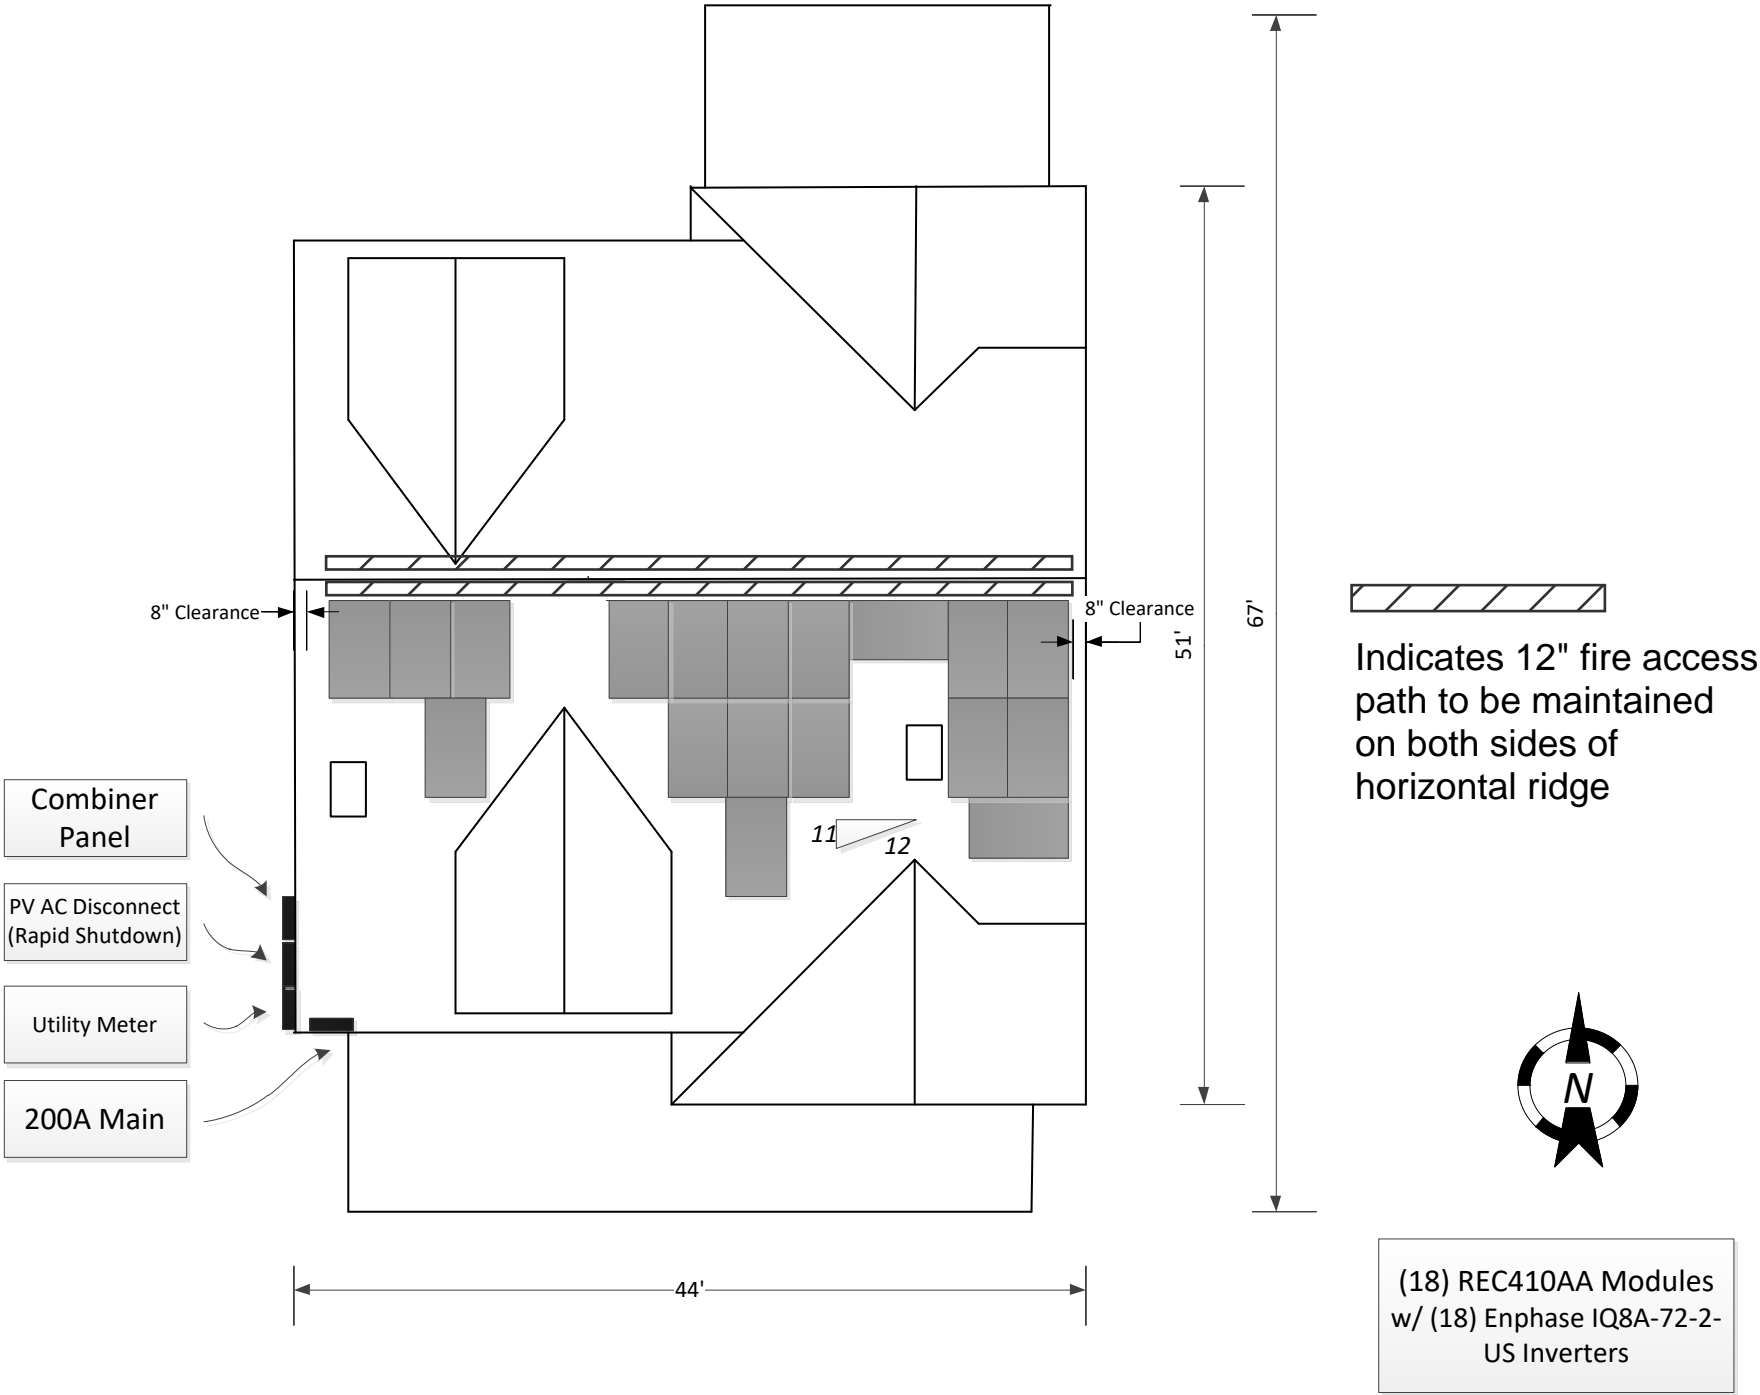 8" Clearance
8" Clearance
51'
67'
Indicates 12" fire access
path to be maintained
on both sides of
horizontal ridge
Combiner
Panel
11
12
PV AC Disconnect
(Rapid Shutdown)
Utility Meter
200A Main
N
44'
(18) REC410AA Modules
w/ (18) Enphase IQ8A-72-2-
US Inverters